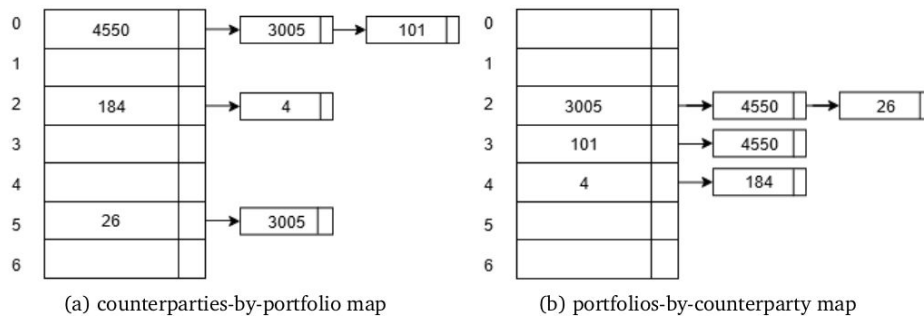 0 4550 3005 101
1
2 184 4
3
4
5 26 3005
6
(a) counterparties-by-portfolio map
0
1
2 3005 4550 26
3 101 4550
4 4 184
5
6
(b) portfolios-by-counterparty map